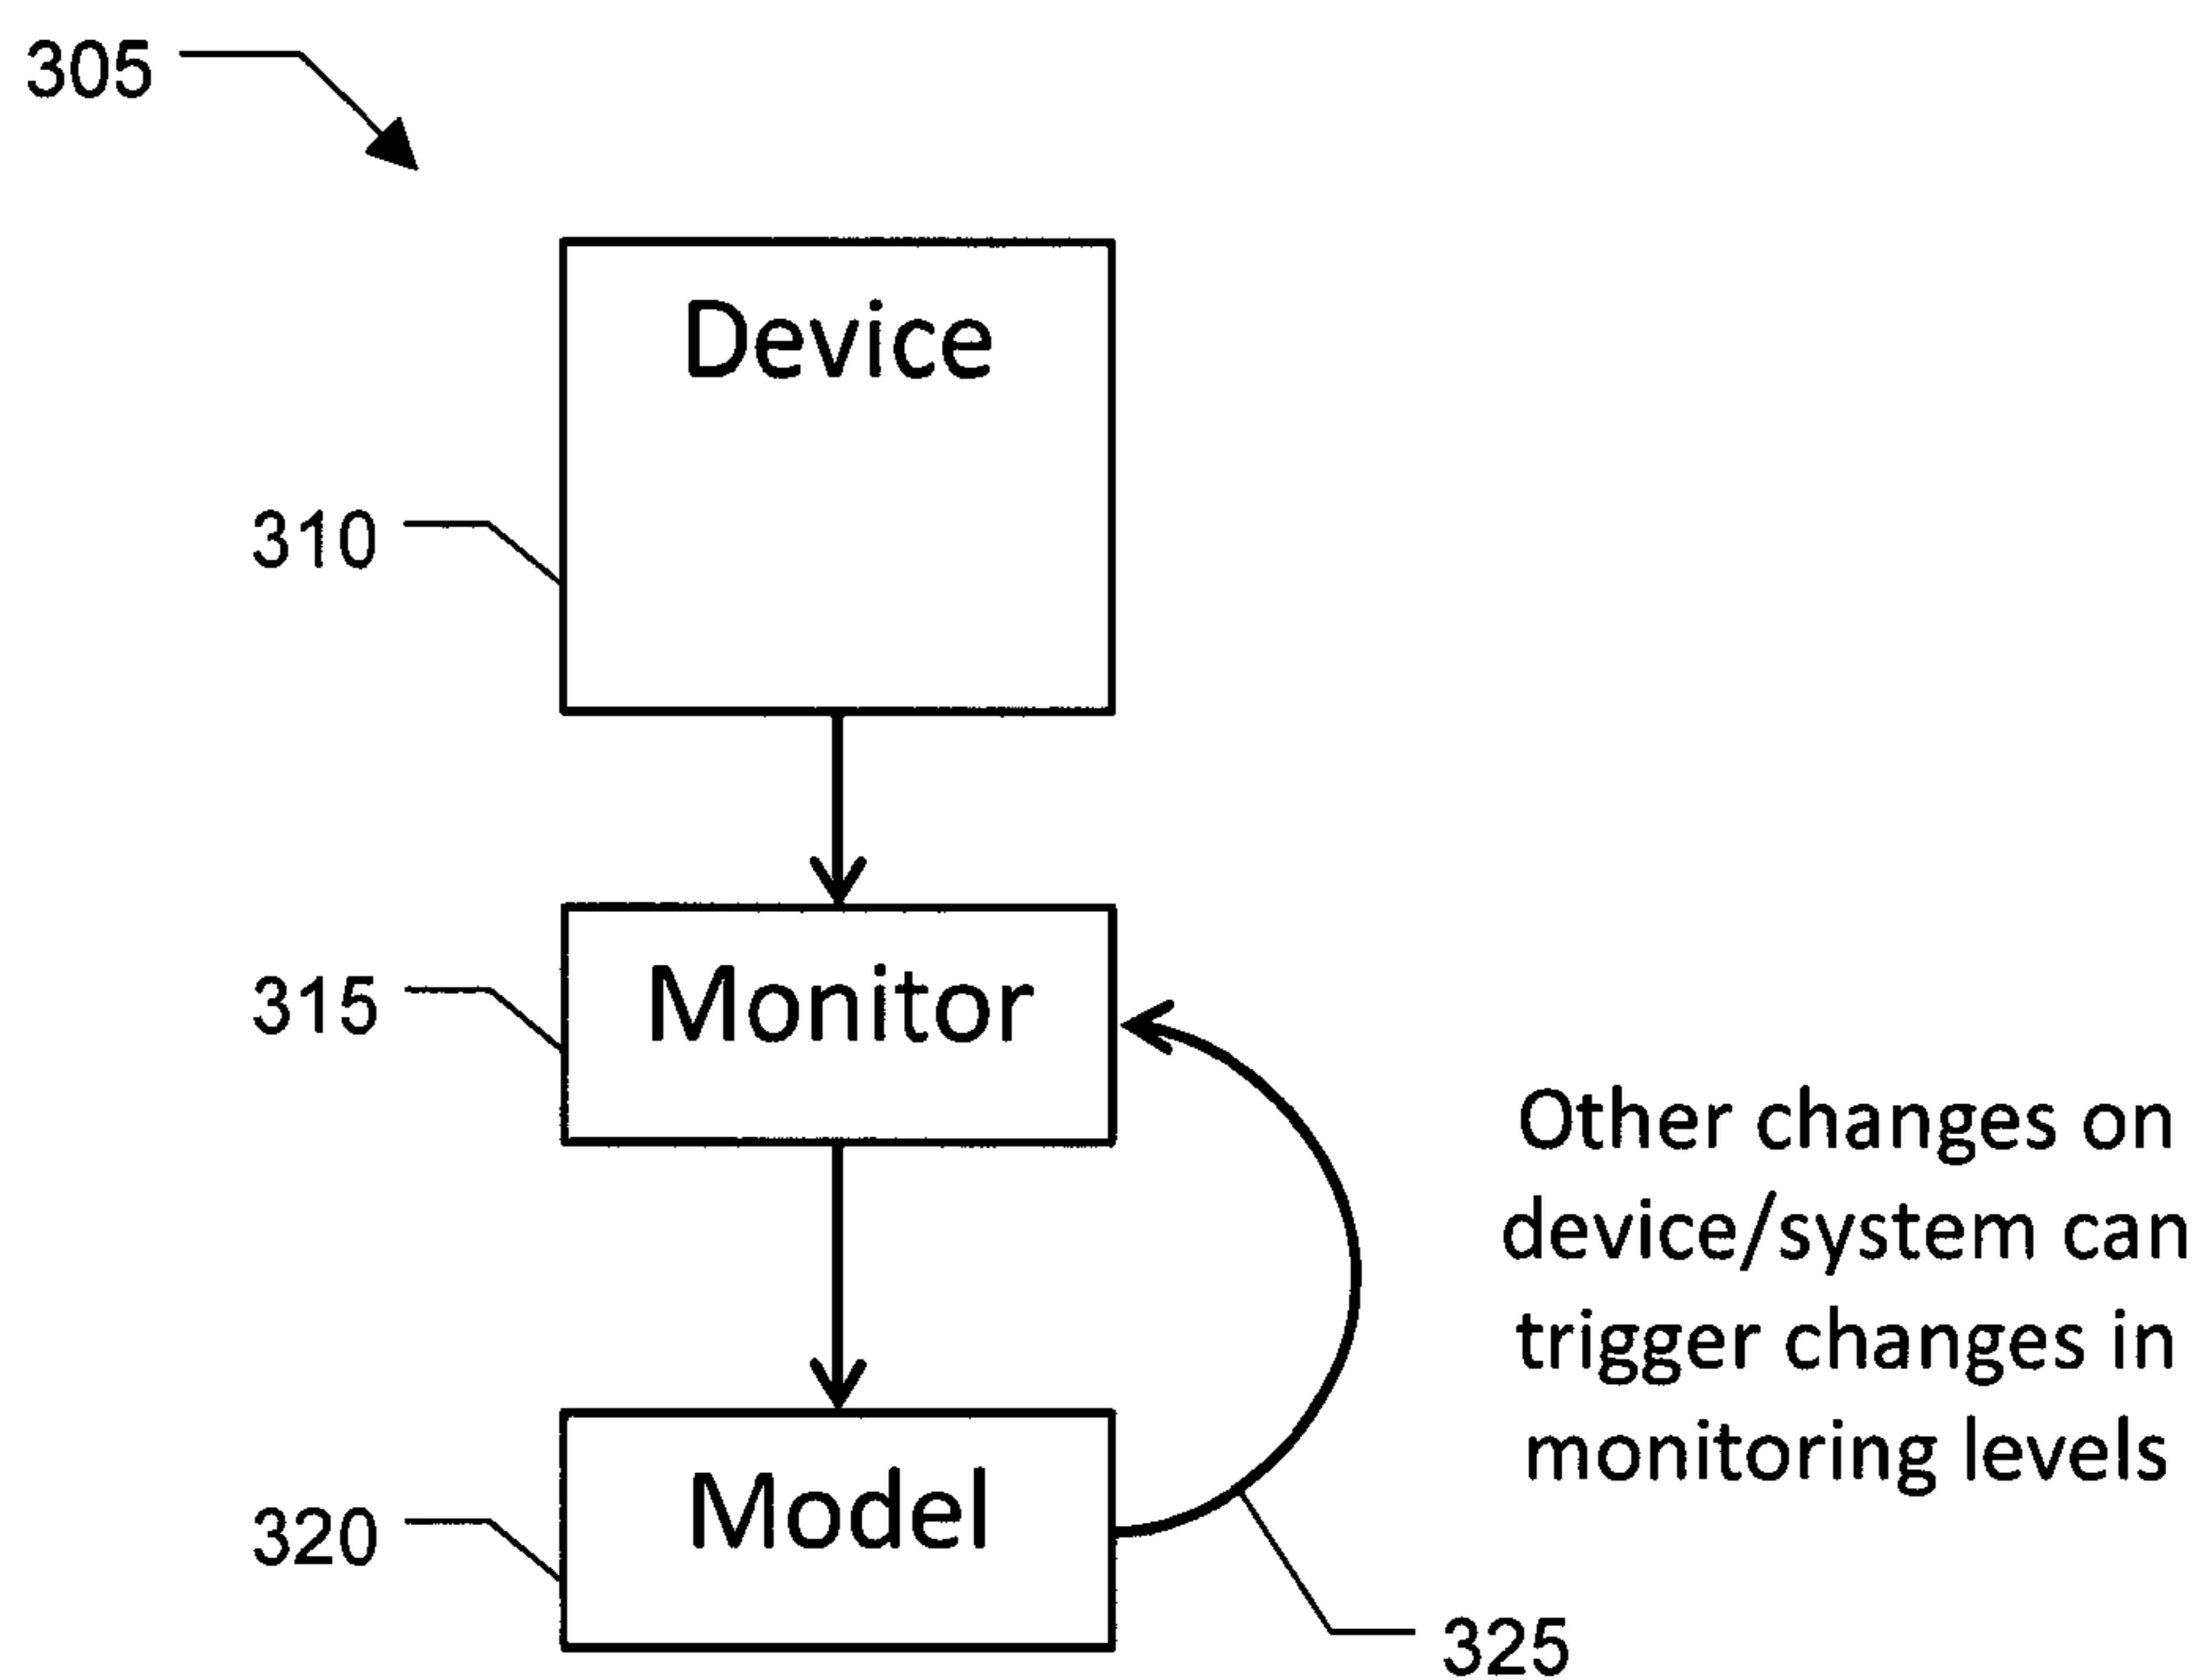 305
Device
310
Monitor
315
Other changes on
device/system can
trigger changes in
monitoring levels
Model
320
325